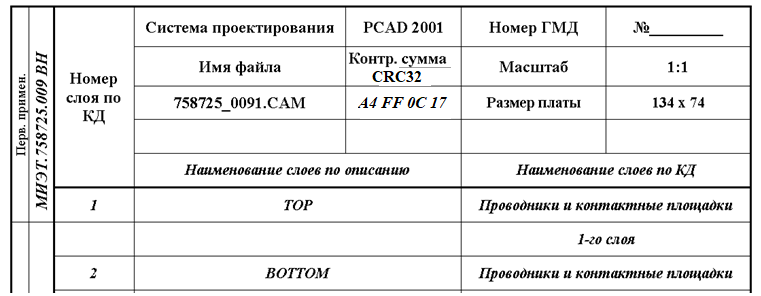 Перв. примен.
МИЭТ.758725.009 ВН
Номер
слоя по
КД
Система проектирования
PCAD 2001
Номер ГМД
№_________
Имя файла
Контр. сумма
CRC32
Масштаб
1:1
758725_0091.CAM
A4 FF 0C 17
Размер платы
134 x 74
Наименование слоев по описанию
Наименование слоев по КД
1
TOP
Проводники и контактные площадки
1-го слоя
2
BOTTOM
Проводники и контактные площадки